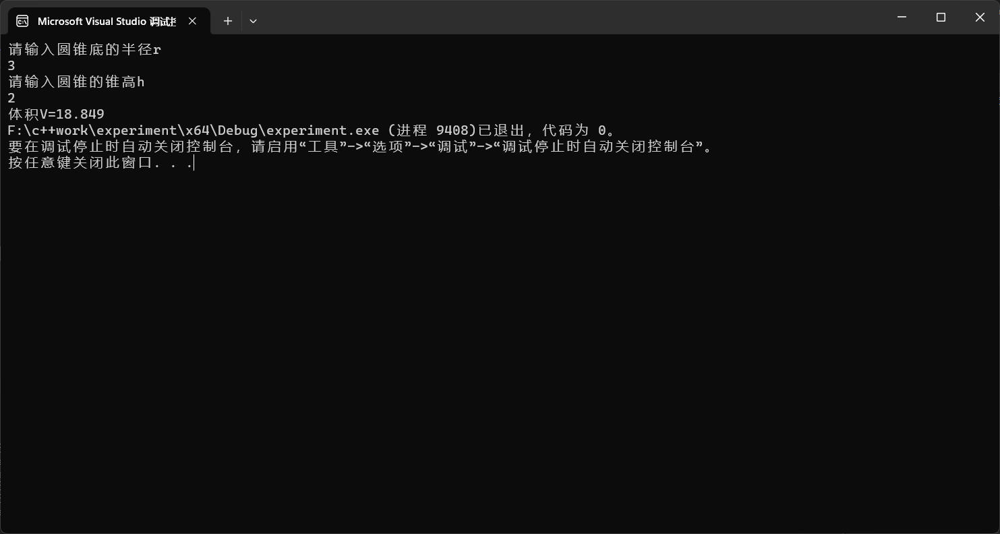 Microsoft Visual Studio 调试
请输入圆锥底的半径r
3
请输入圆锥的锥高h
2
体积V=18.849
F:\c++work\experiment\x64\Debug\experiment.exe (进程 9408)已退出，代码为 0。
要在调试停止时自动关闭控制台，请启用“工具”->“选项”->“调试”->“调试停止时自动关闭控制台”。
按任意键关闭此窗口. . .